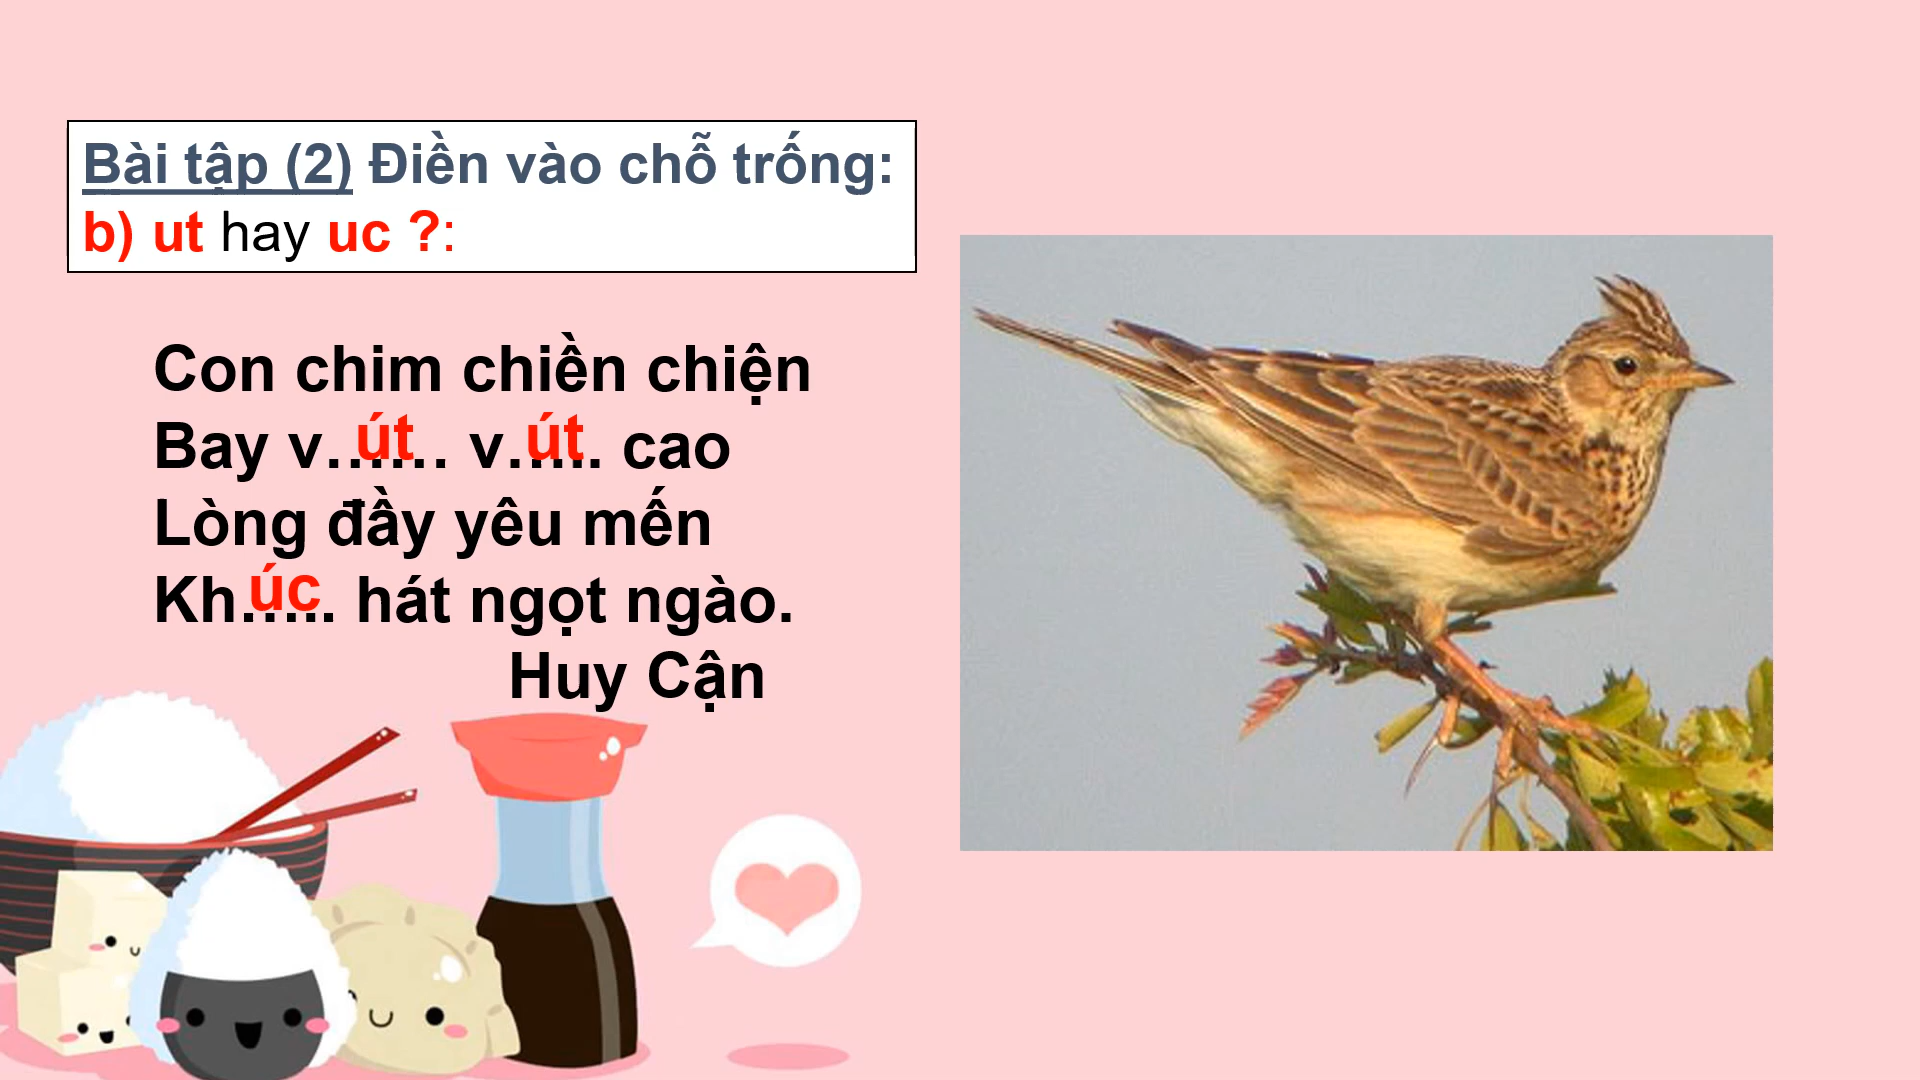 Bài tập (2) Điền vào chỗ trống:
b) ut hay uc ?:
Con chim chiền chiện
Bay v...út... v..út.. cao
Lòng đầy yêu mến
Kh..úc... hát ngọt ngào.
Huy Cận